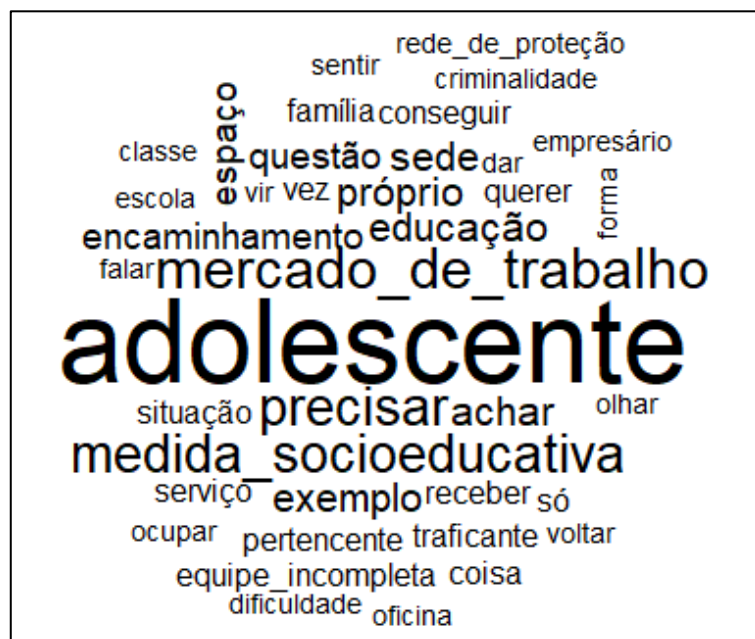 rede_de_proteção
sentir
criminalidade
família conseguir
espaço
classe
questão sede dar empresário
escola
vir vez próprio querer
forma
encaminhamento educação
falar mercado_de_trabalho
adolescente
situação precisar achar olhar
medida_socioeducativa
serviço exemplo receber só
ocupar pertencente traficante voltar
equipe_incompleta coisa
dificuldade oficina